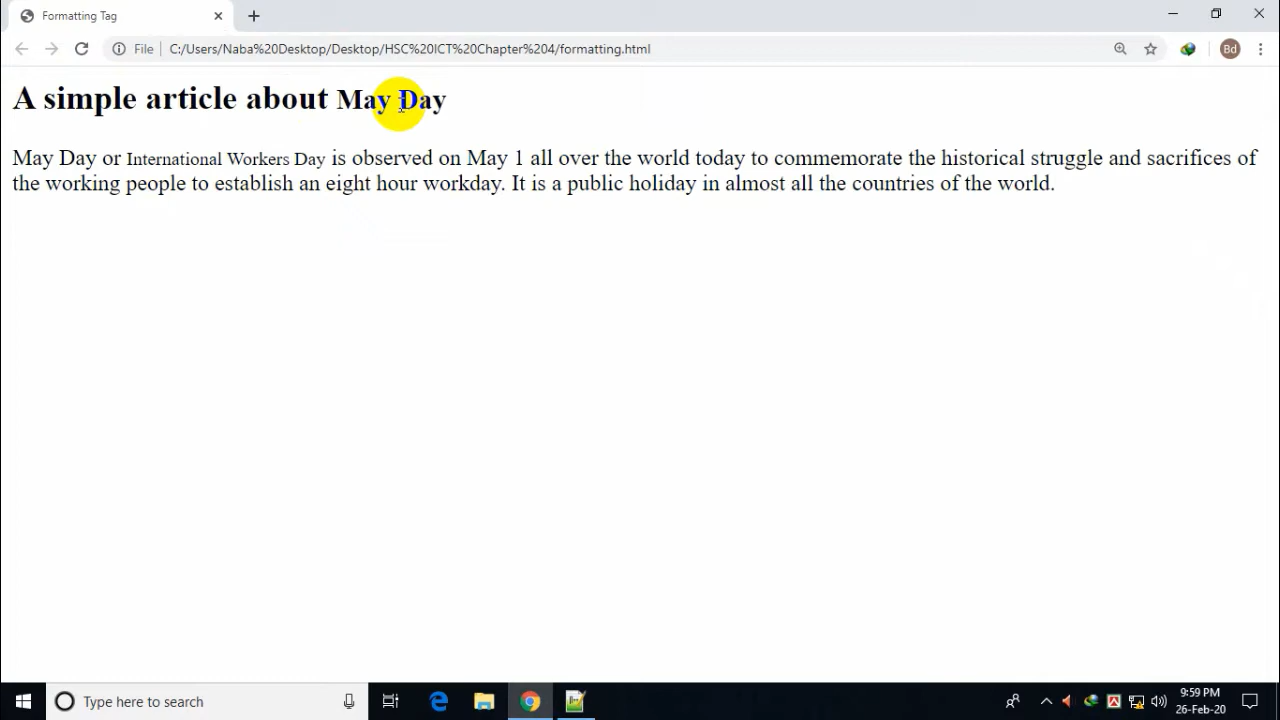 Formatting Tag
File
C:/Users/Naba%20Desktop/Desktop/HSC%20ICT%20Chapter%204/formatting.html
Bd
A simple article about May Day
May Day or International Workers Day is observed on May 1 all over the world today to commemorate the historical struggle and sacrifices of
the working people to establish an eight hour workday. It is a public holiday in almost all the countries of the world.
Type here to search
9:59 PM
26-Feb-20